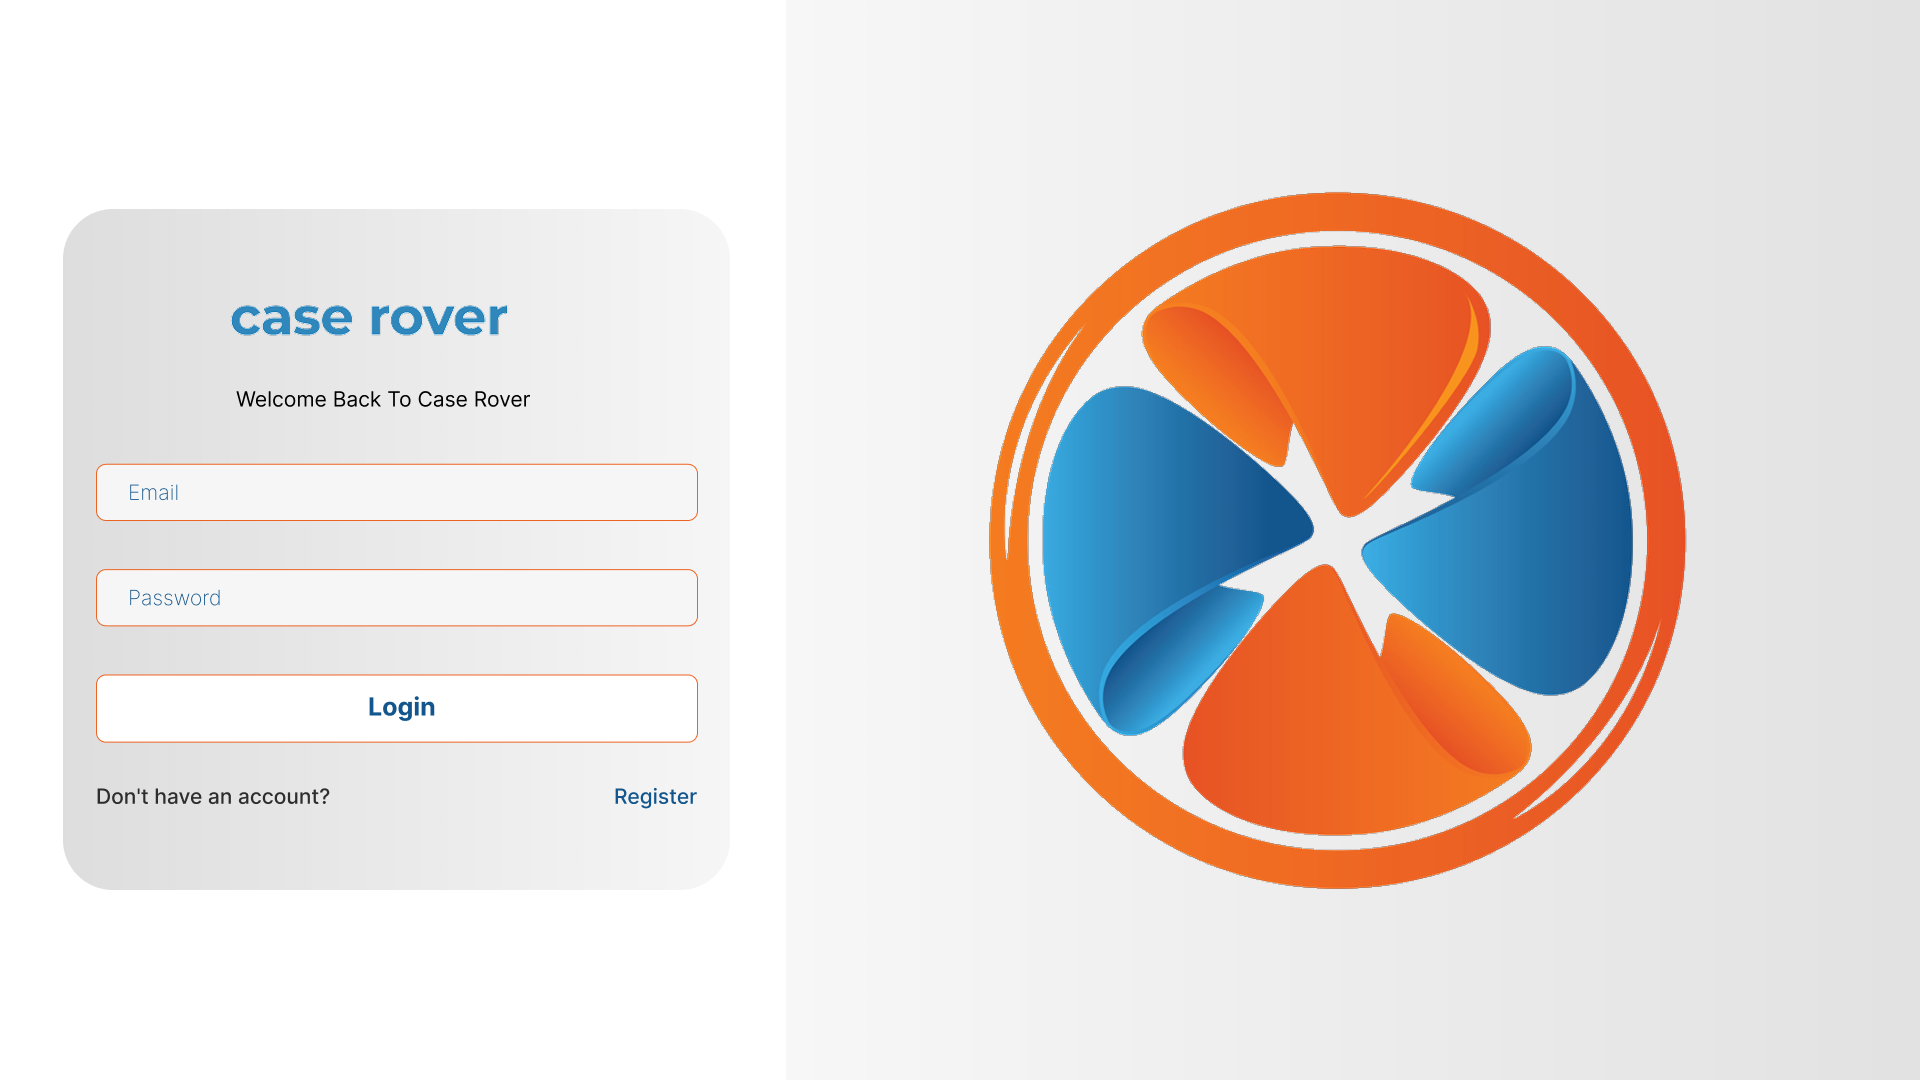 case rover
Welcome Back To Case Rover
Email
Password
Login
Don't have an account? Register